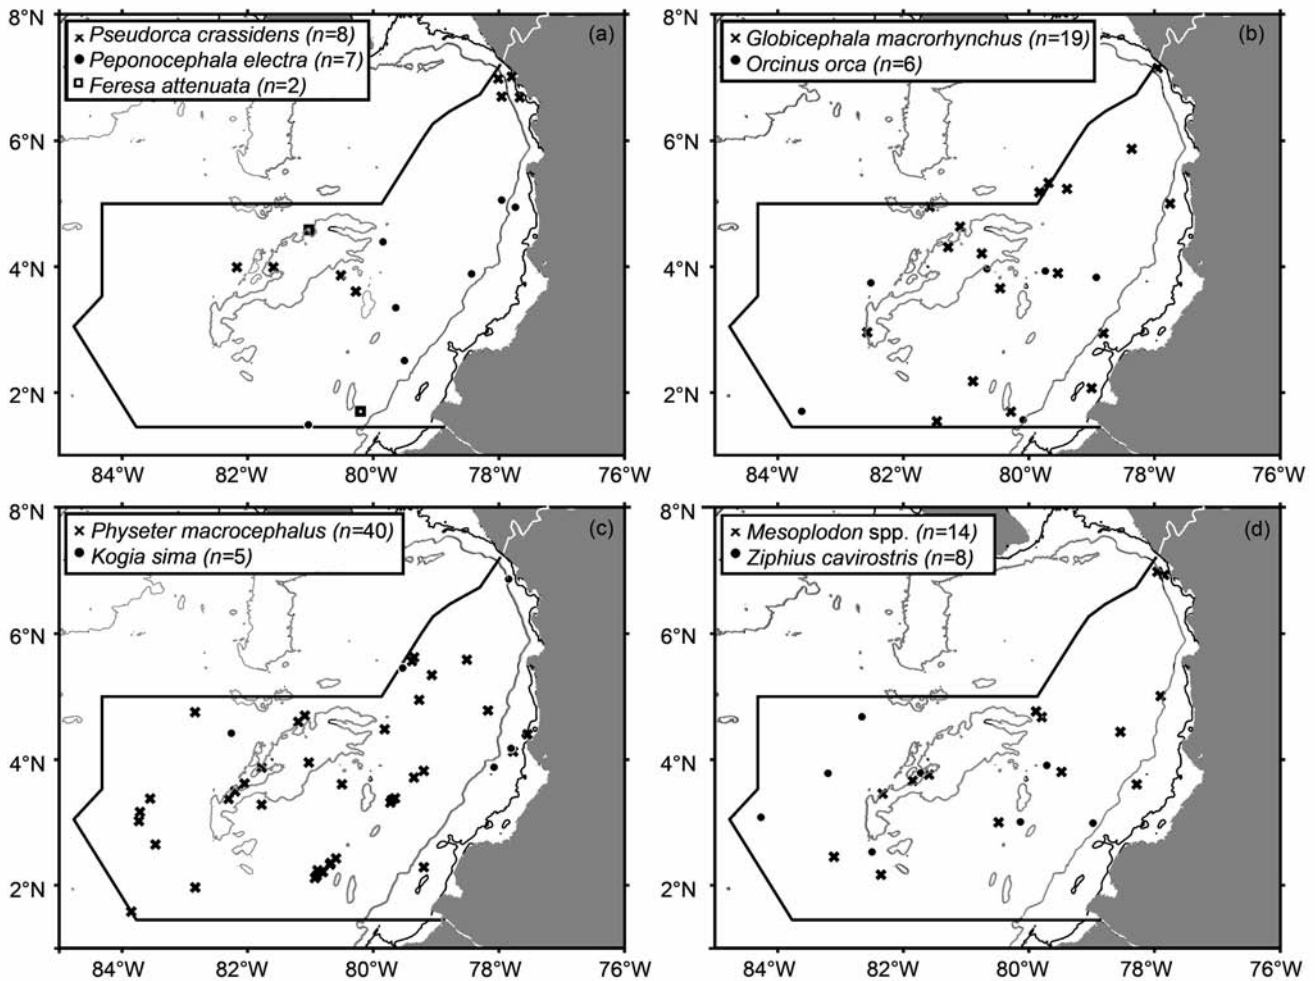 8°N
6°N
4°N
2°N
84°W 82°W 80°W 78°W 76°W
Pseudorca crassidens (n=8)
Peponocephala electra (n=7)
Feresa attenuata (n=2)
(a)
8°N
6°N
4°N
2°N
84°W 82°W 80°W 78°W 76°W
Globicephala macrorhynchus (n=19)
Orcinus orca (n=6)
(b)
8°N
6°N
4°N
2°N
84°W 82°W 80°W 78°W 76°W
Physeter macrocephalus (n=40)
Kogia sima (n=5)
(c)
8°N
6°N
4°N
2°N
84°W 82°W 80°W 78°W 76°W
Mesoplodon spp. (n=14)
Ziphius cavirostris (n=8)
(d)